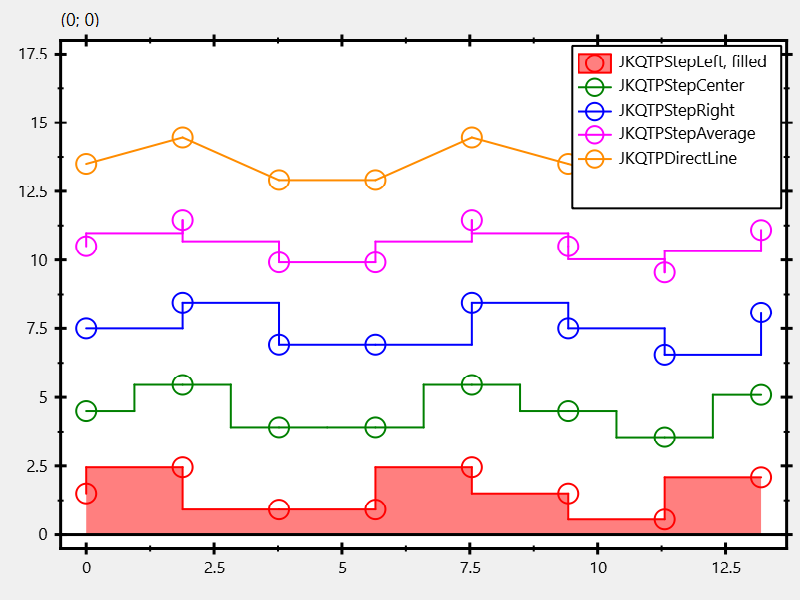 (0; 0)
17.5
15
12.5
10
7.5
5
2.5
0
0 2.5 5 7.5 10 12.5
JKQTPStepLeft, filled
JKQTPStepCenter
JKQTPStepRight
JKQTPStepAverage
JKQTPDirectLine